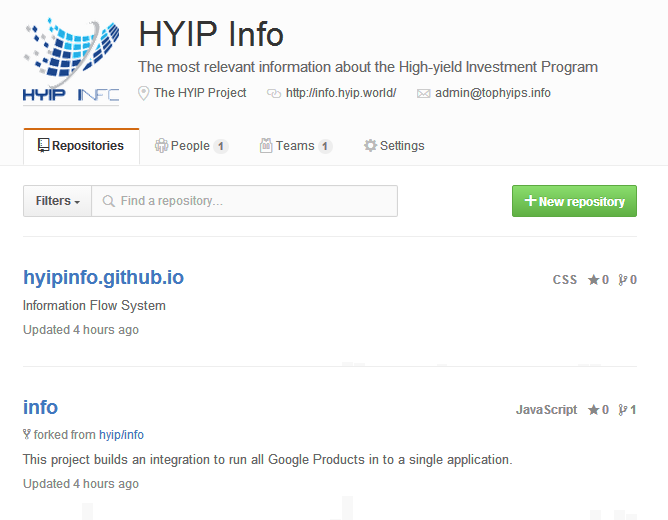 HYIP Info
The most relevant information about the High-yield Investment Program
HYIP INFC
The HYIP Project http://info.hyip.world/ admin@tophyips.info
Repositories People 1 Teams 1 Settings
Filters Find a repository... New repository
hyipinfo.github.io CSS 0 0
Information Flow System
Updated 4 hours ago
info JavaScript 0 1
forked from hyip/info
This project builds an integration to run all Google Products in to a single application.
Updated 4 hours ago